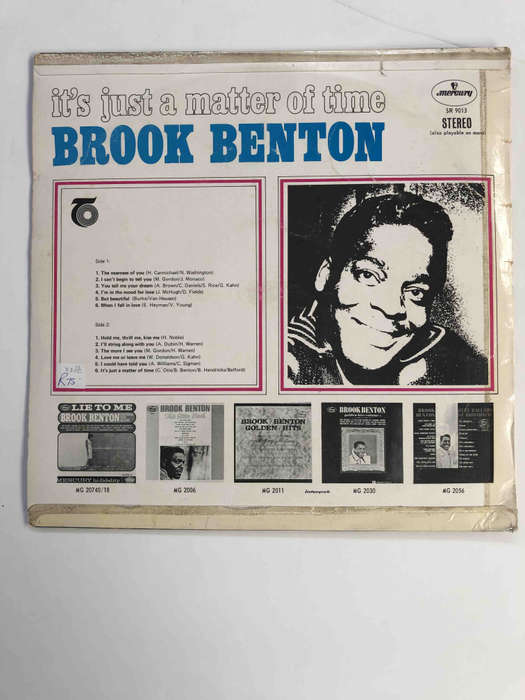 it's just a matter of time
BROOK BENTON
mercury
SR 9013
STEREO
(also playable on mono)
Side 1:
1. The nearness of you (H. Carmichael/N. Washington)
2. I can't begin to tell you (M. Gordon/J. Monaco)
3. You tell me your dream (A. Brown/C. Daniels/S. Rice/G. Kahn)
4. I'm in the mood for love (J. McHugh/D. Fields)
5. But beautiful (Burke/Van Heusen)
6. When I fall in love (E. Heyman/V. Young)
Side 2:
1. Hold me, thrill me, kiss me (H. Noble)
2. I'll string along with you (A. Dubin/H. Warren)
3. The more I see you (M. Gordon/H. Warren)
4. Love me or leave me (W. Donaldson/G. Kahn)
5. I could have told you (A. Williams/C. Sigman)
6. It's just a matter of time (C. Otis/B. Benton/B. Hendricks/Belford)
R75
LIE TO ME
BROOK BENTON
MERCURY hi-fidelity
BROOK BENTON
BROOK • BENTON
GOLDEN • HITS
BROOK BENTON
BROOK
BENTON
MG 20740/18
MG 2006
MG 2011
interpak
MG 2030
MG 2056